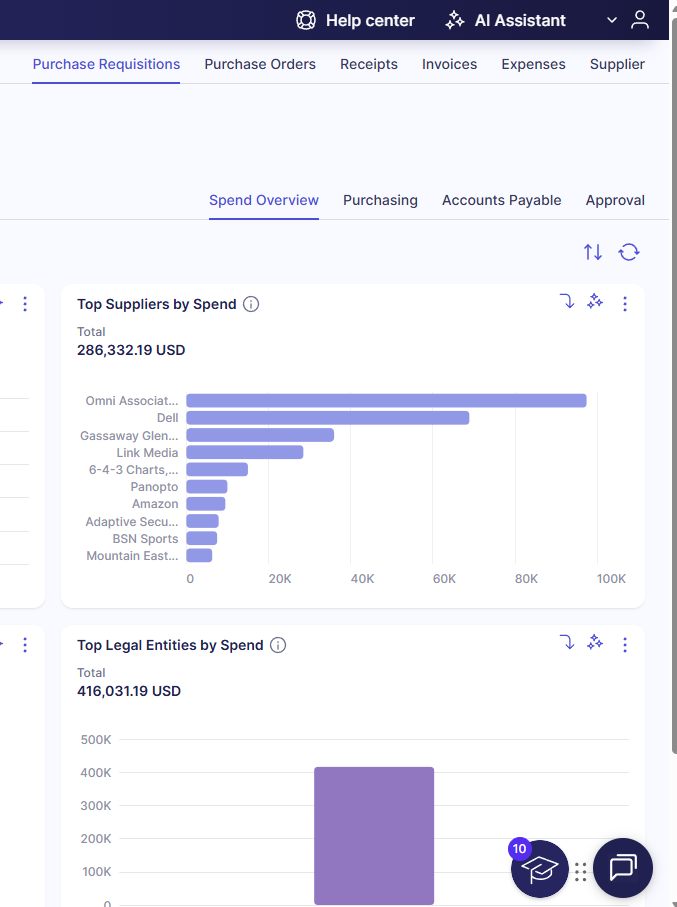 Help center AI Assistant
Purchase Requisitions Purchase Orders Receipts Invoices Expenses Supplier
Spend Overview Purchasing Accounts Payable Approval
Top Suppliers by Spend
Total
286,332.19 USD
Omni Associat...
Dell
Gassaway Glen...
Link Media
6-4-3 Charts,...
Panopto
Amazon
Adaptive Secu...
BSN Sports
Mountain East...
0 20K 40K 60K 80K 100K
Top Legal Entities by Spend
Total
416,031.19 USD
500K
400K
300K
200K
100K
0
10